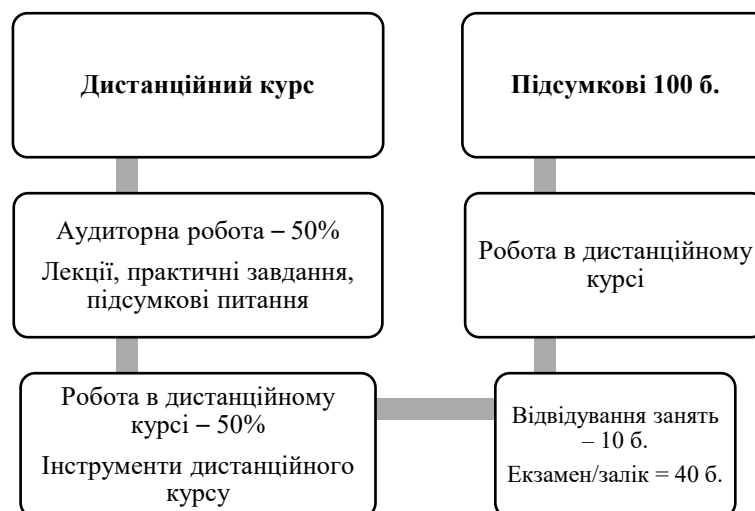 Дистанційний курс
Аудиторна робота – 50%
Лекції, практичні завдання,
підсумкові питання
Робота в дистанційному
курсі – 50%
Інструменти дистанційного
курсу
Підсумкові 100 б.
Робота в дистанційному
курсі
Відвідування занять
– 10 б.
Екзамен/залік = 40 б.